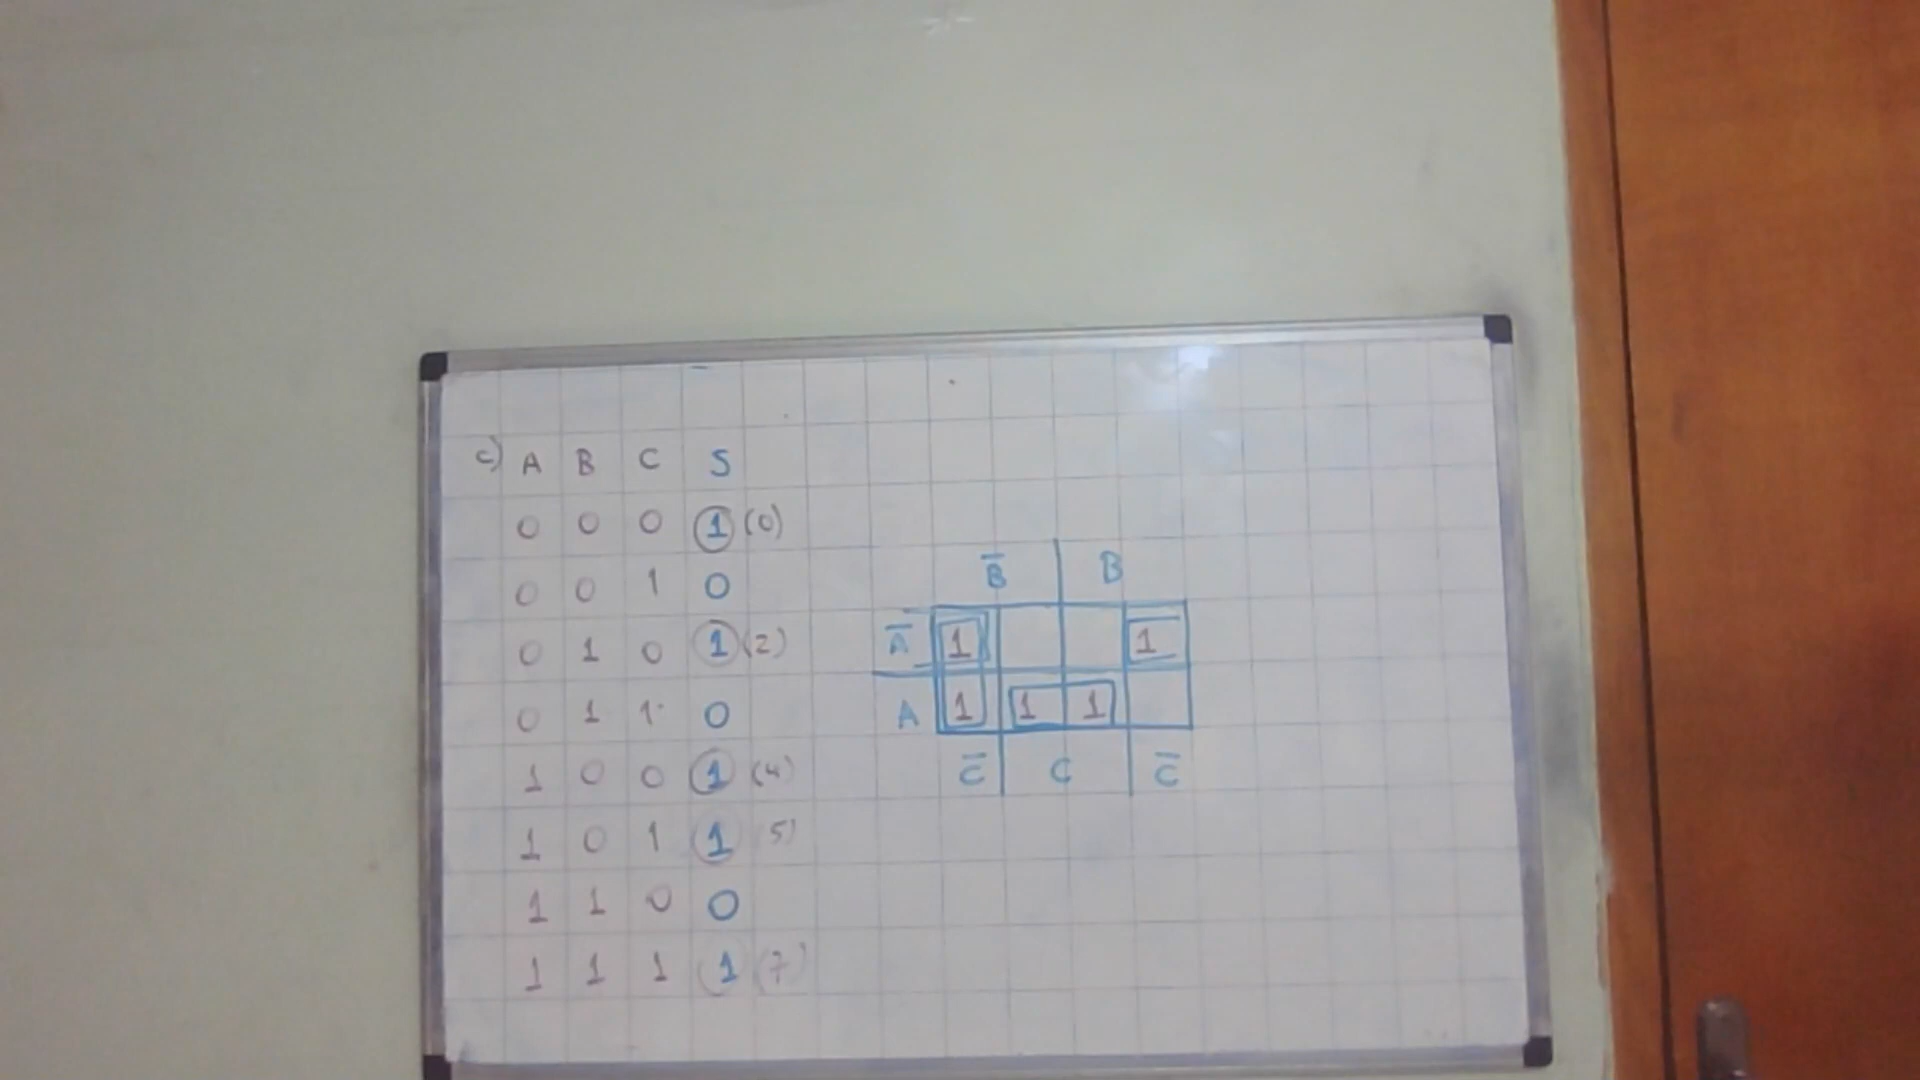 c) A B C S
0 0 0 1 (0)
0 0 1 0
0 1 0 1 (2)
0 1 1 0
1 0 0 1 (4)
1 0 1 1 5)
1 1 0 0
1 1 1 1 (7)
B̅ B
A̅ 1 1
A 1 1 1
C̅ C C̅